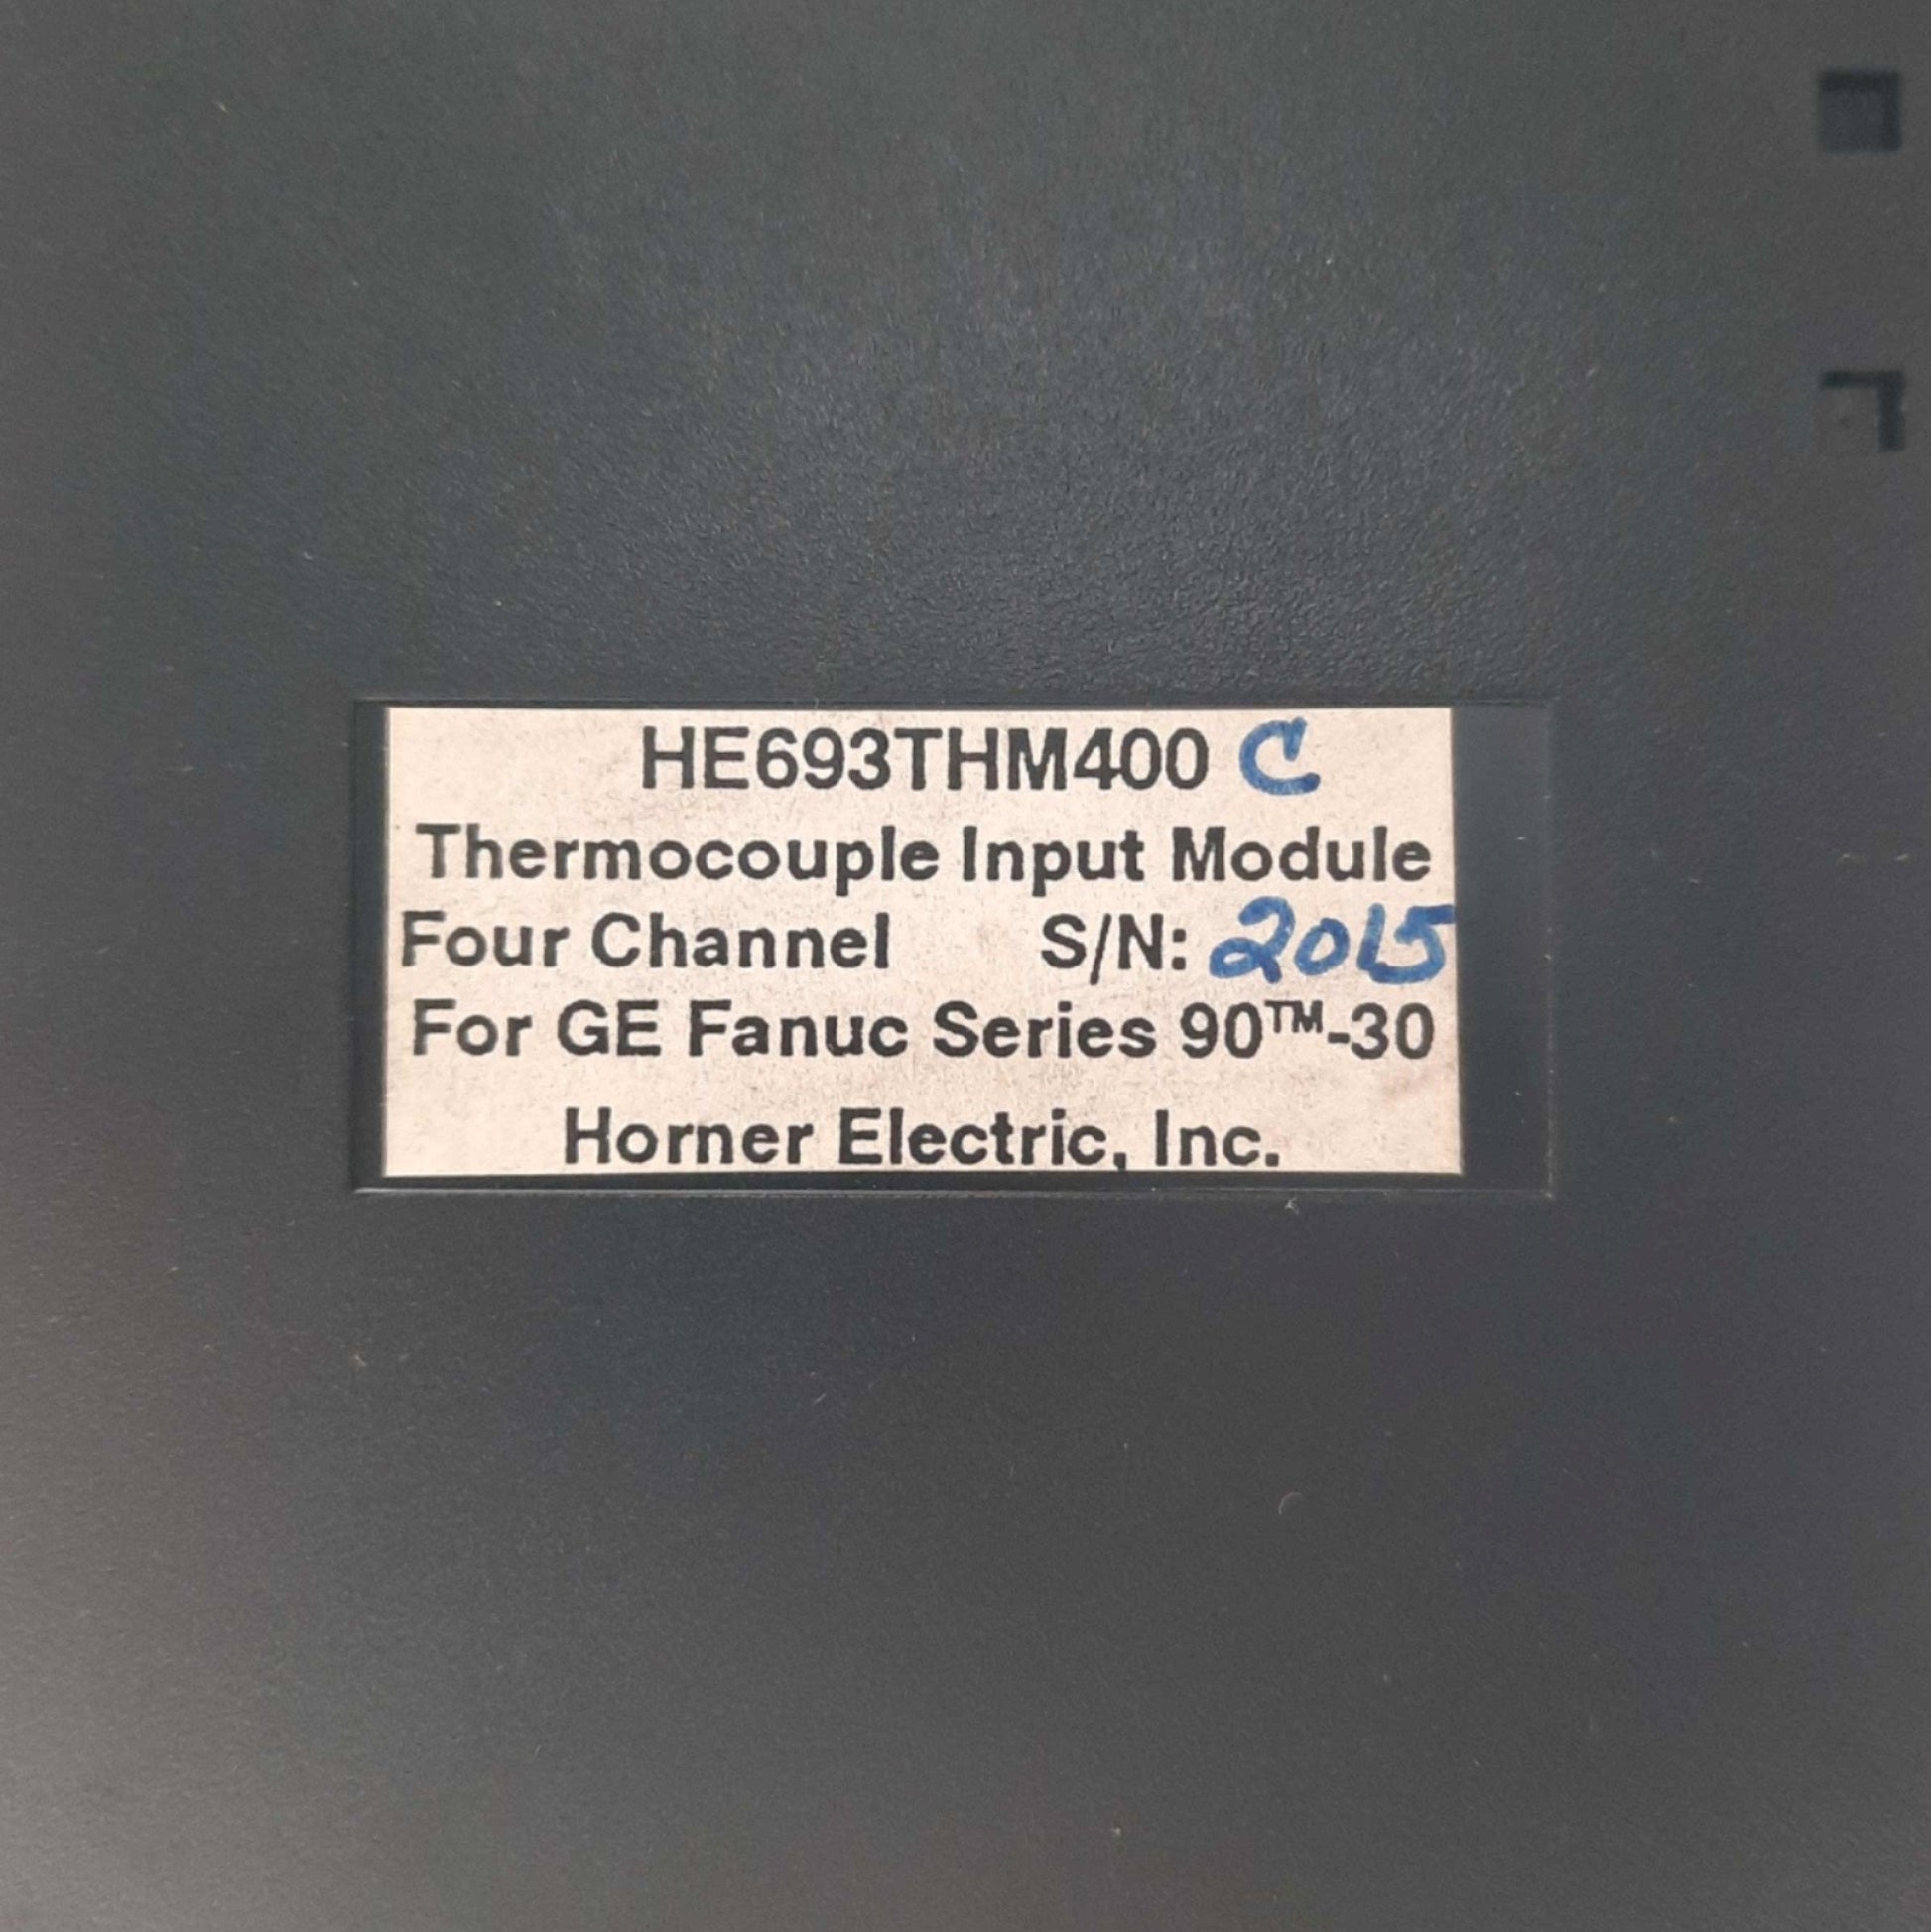 HE693THM400 C
Thermocouple Input Module
Four Channel S/N: 2015
For GE Fanuc Series 90™-30
Horner Electric, Inc.